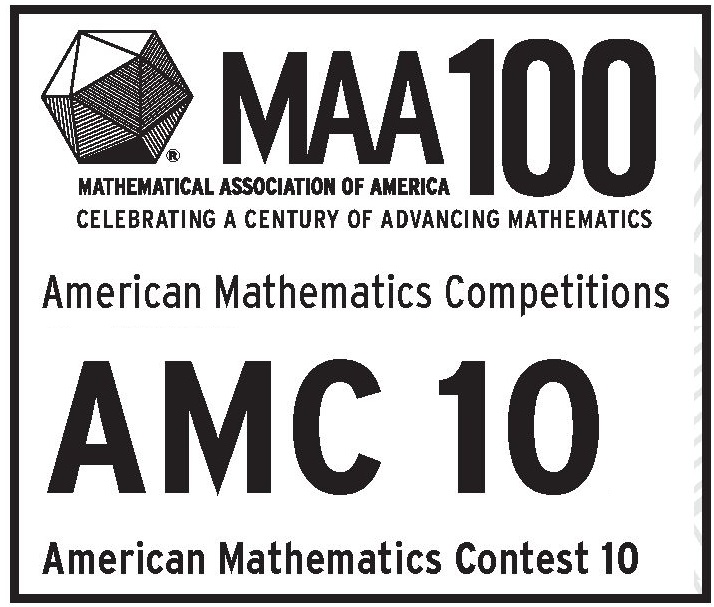 MAA100
®
MATHEMATICAL ASSOCIATION OF AMERICA
CELEBRATING A CENTURY OF ADVANCING MATHEMATICS
American Mathematics Competitions
AMC 10
American Mathematics Contest 10